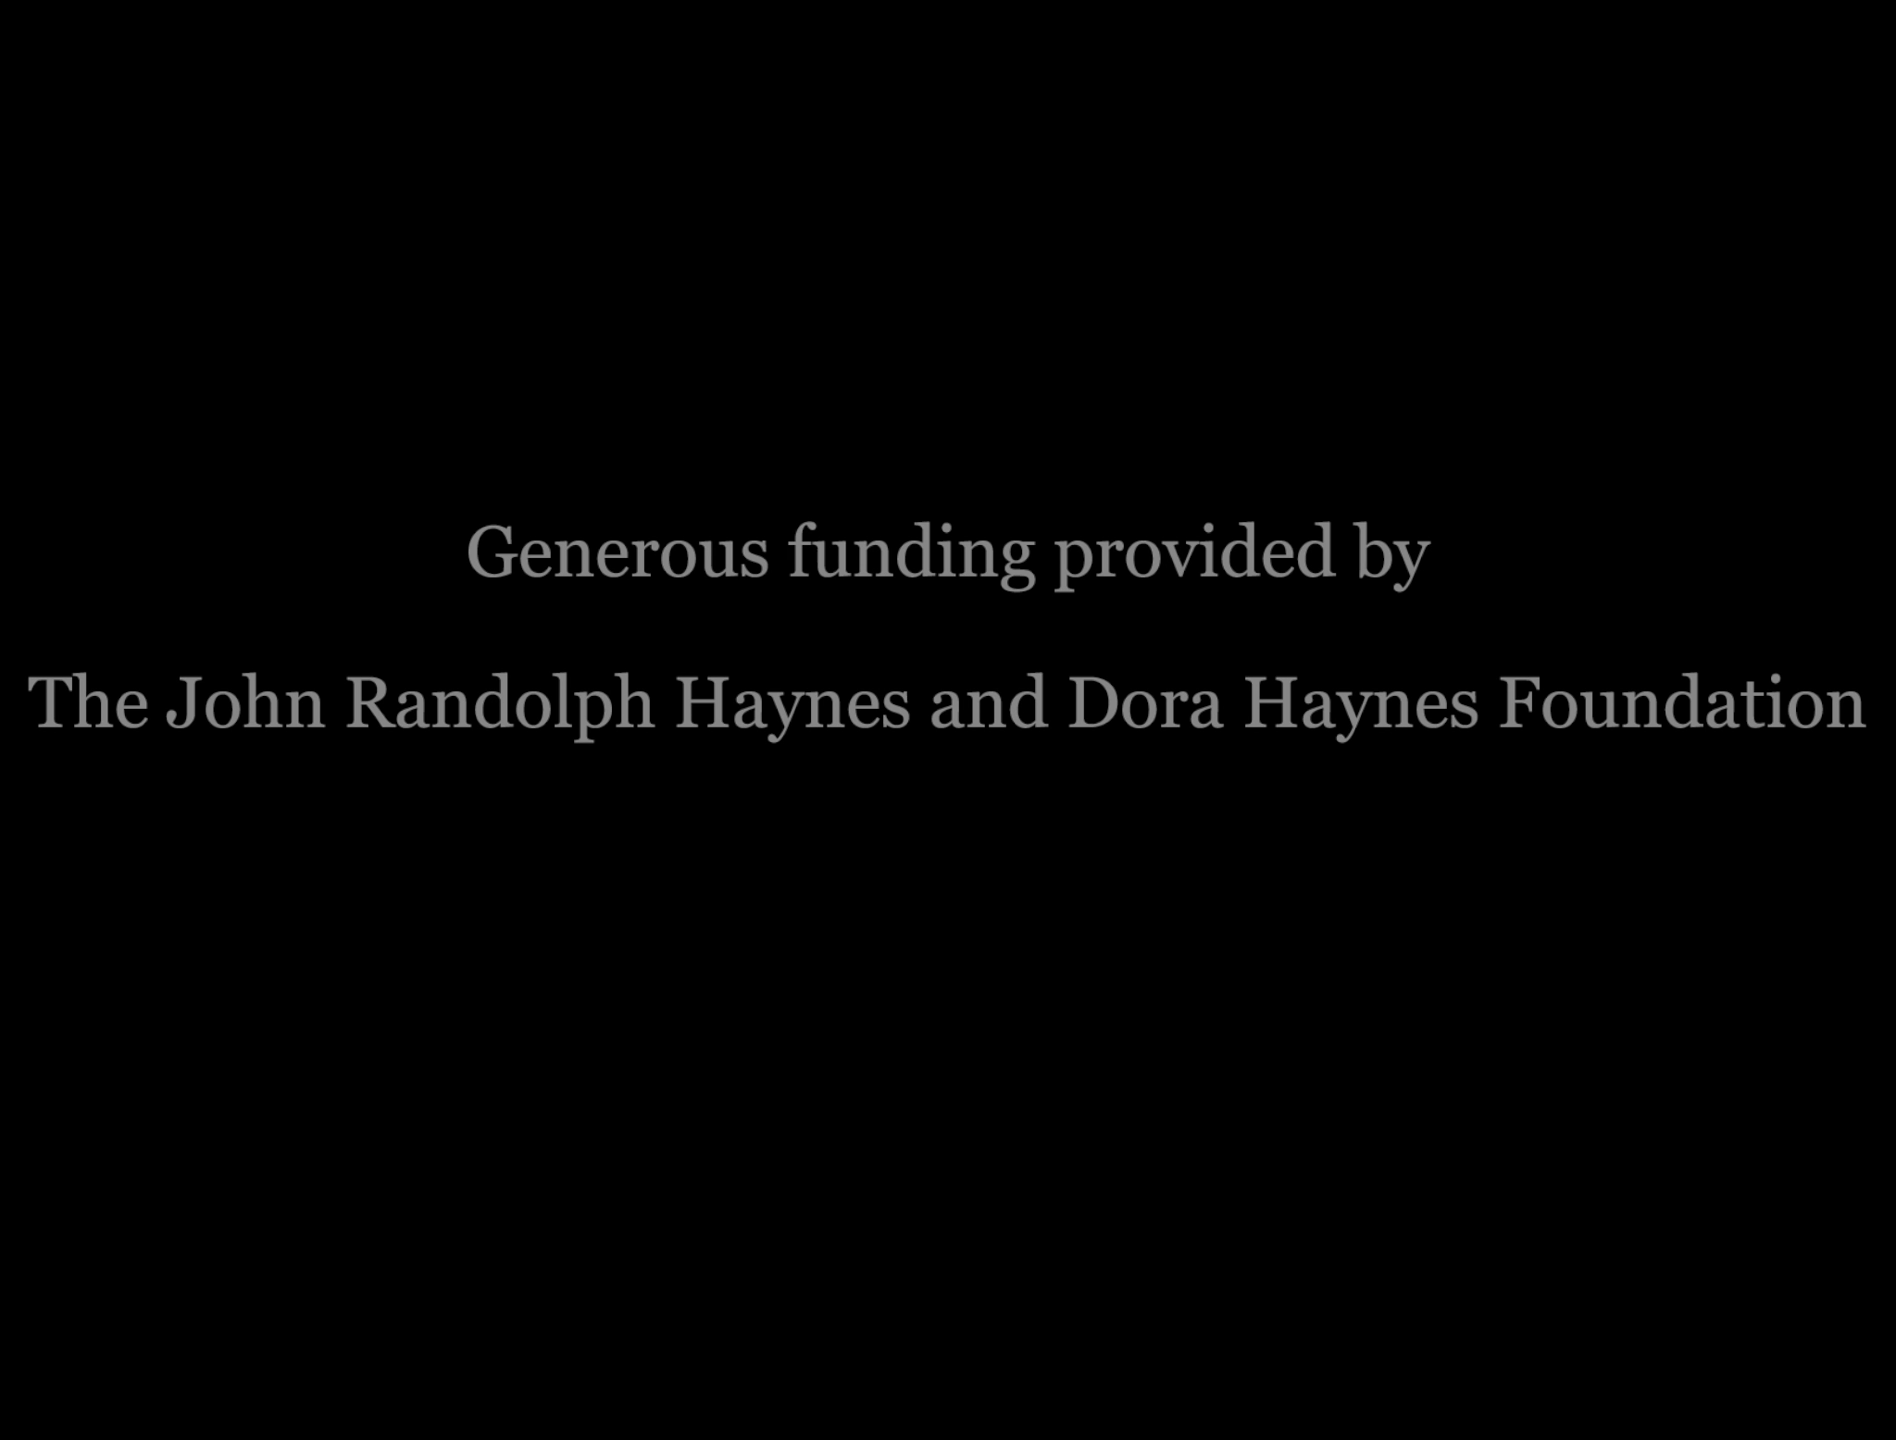 Generous funding provided by
The John Randolph Haynes and Dora Haynes Foundation